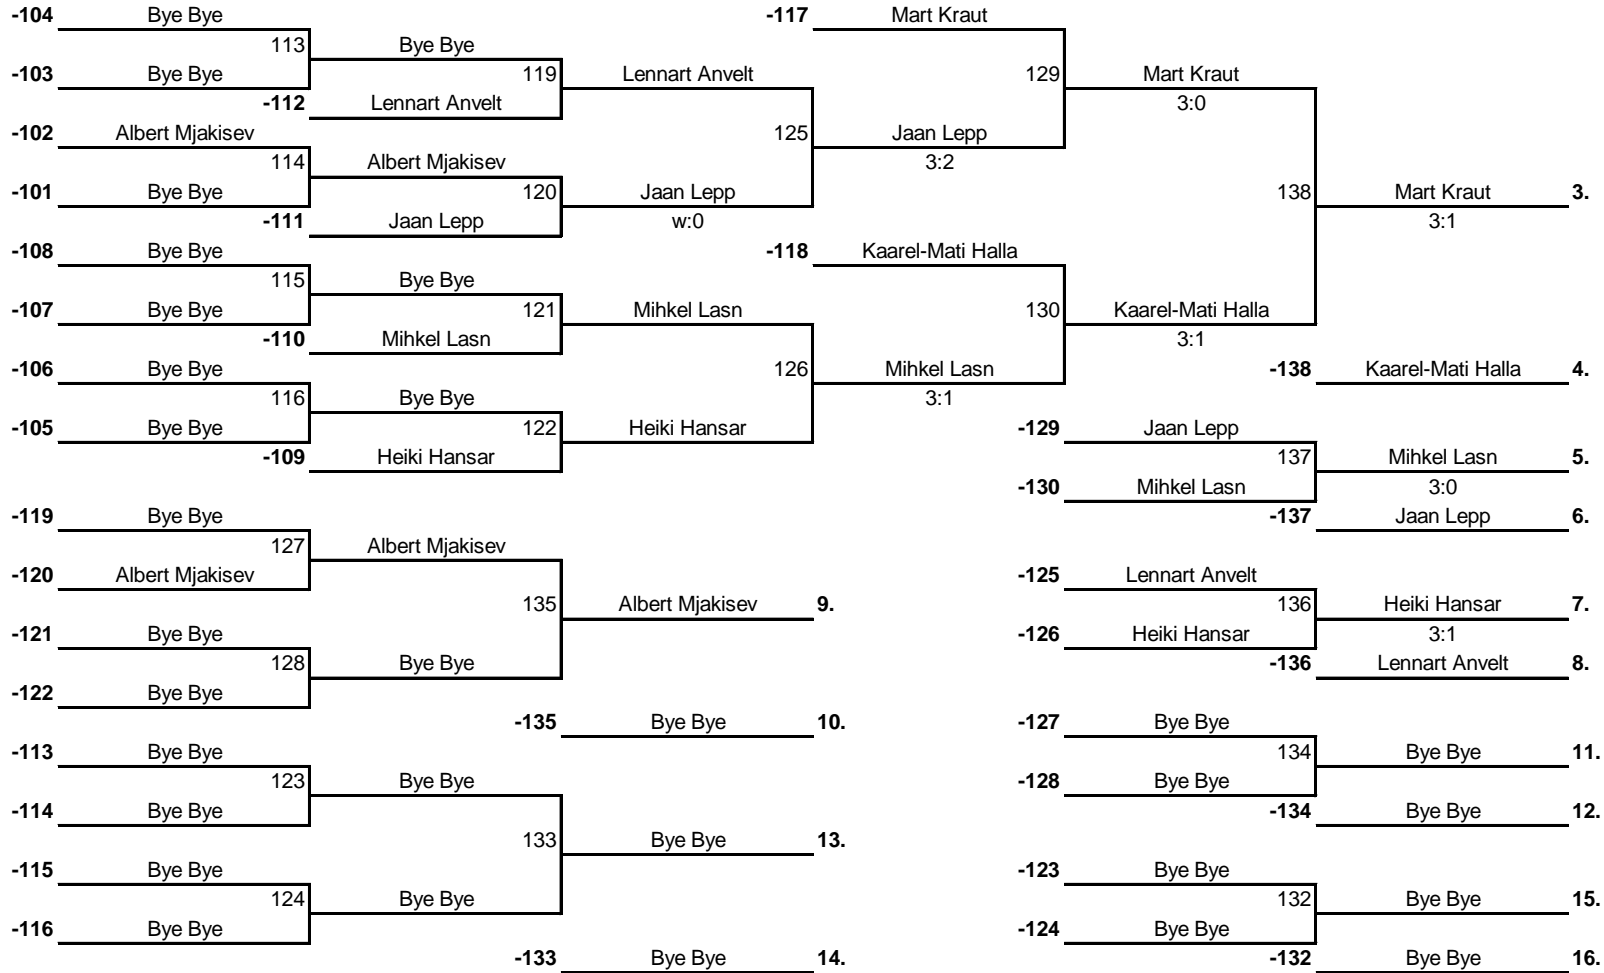 -104 Bye Bye -117 Mart Kraut
113 Bye Bye
-103 Bye Bye 119 Lennart Anvelt 129 Mart Kraut
-112 Lennart Anvelt 3:0
-102 Albert Mjakisev 125 Jaan Lepp
114 Albert Mjakisev 3:2
-101 Bye Bye 120 Jaan Lepp 138 Mart Kraut 3.
-111 Jaan Lepp w:0 3:1
-108 Bye Bye -118 Kaarel-Mati Halla
115 Bye Bye
-107 Bye Bye 121 Mihkel Lasn 130 Kaarel-Mati Halla
-110 Mihkel Lasn 3:1
-106 Bye Bye 126 Mihkel Lasn -138 Kaarel-Mati Halla 4.
116 Bye Bye 3:1
-105 Bye Bye 122 Heiki Hansar -129 Jaan Lepp
-109 Heiki Hansar 137 Mihkel Lasn 5.
-130 Mihkel Lasn 3:0
-119 Bye Bye -137 Jaan Lepp 6.
127 Albert Mjakisev
-120 Albert Mjakisev -125 Lennart Anvelt
135 Albert Mjakisev 9. 136 Heiki Hansar 7.
-121 Bye Bye -126 Heiki Hansar 3:1
128 Bye Bye -136 Lennart Anvelt 8.
-122 Bye Bye
-135 Bye Bye 10. -127 Bye Bye
-113 Bye Bye 134 Bye Bye 11.
123 Bye Bye -128 Bye Bye
-114 Bye Bye -134 Bye Bye 12.
133 Bye Bye 13.
-115 Bye Bye -123 Bye Bye
124 Bye Bye 132 Bye Bye 15.
-116 Bye Bye -124 Bye Bye
-133 Bye Bye 14. -132 Bye Bye 16.